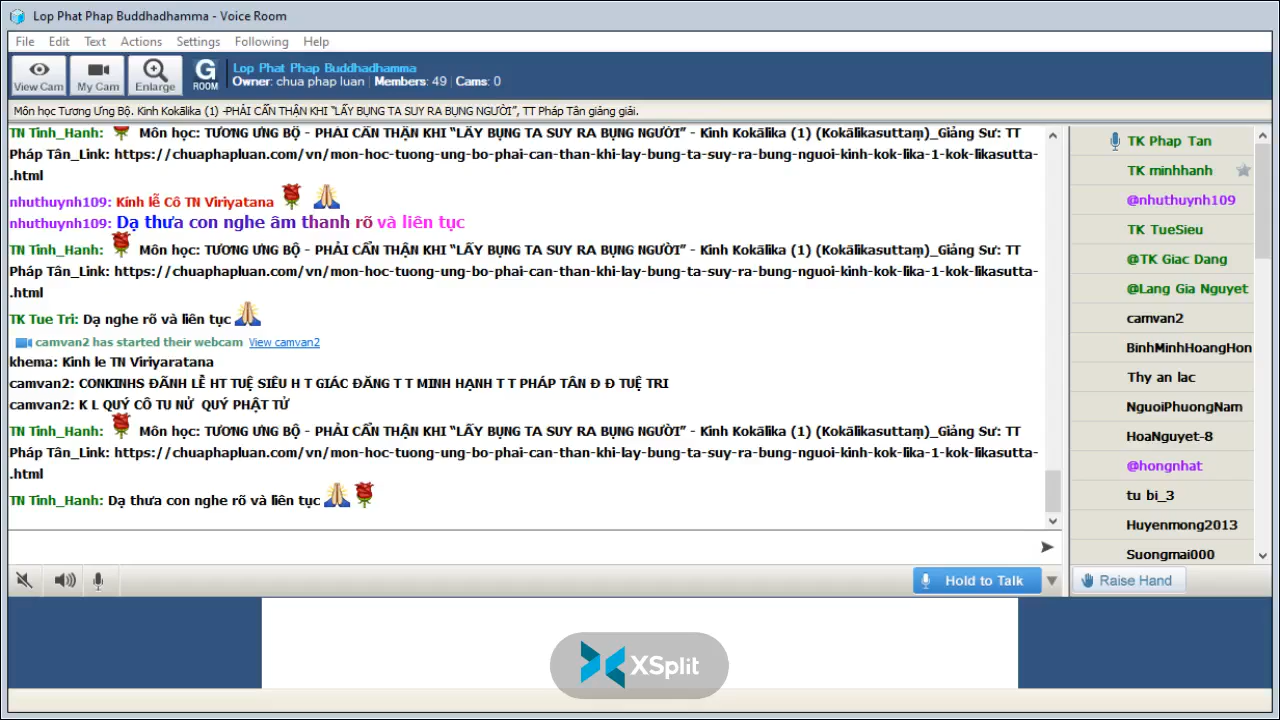 Lop Phat Phap Buddhadhamma - Voice Room
File Edit Text Actions Settings Following Help
View Cam My Cam Enlarge G ROOM
Lop Phat Phap Buddhadhamma
Owner: chua phap luan | Members: 49 | Cams: 0
Môn học Tương Ưng Bộ. Kinh Kokālika (1) -PHẢI CẨN THẬN KHI “LẤY BỤNG TA SUY RA BỤNG NGƯỜI”, TT Pháp Tân giảng giải.
TN Tinh_Hanh: Môn học: TƯƠNG ƯNG BỘ - PHẢI CẨN THẬN KHI “LẤY BỤNG TA SUY RA BỤNG NGƯỜI” - Kinh Kokālika (1) (Kokālikasuttaṃ)_Giảng Sư: TT
Pháp Tân_Link: https://chuaphapluan.com/vn/mon-hoc-tuong-ung-bo-phai-can-than-khi-lay-bung-ta-suy-ra-bung-nguoi-kinh-kok-lika-1-kok-likasutta-
.html
nhuthuynh109: Kính lễ Cô TN Viriyatana
nhuthuynh109: Dạ thưa con nghe âm thanh rõ và liên tục
TN Tinh_Hanh: Môn học: TƯƠNG ƯNG BỘ - PHẢI CẨN THẬN KHI “LẤY BỤNG TA SUY RA BỤNG NGƯỜI” - Kinh Kokālika (1) (Kokālikasuttaṃ)_Giảng Sư: TT
Pháp Tân_Link: https://chuaphapluan.com/vn/mon-hoc-tuong-ung-bo-phai-can-than-khi-lay-bung-ta-suy-ra-bung-nguoi-kinh-kok-lika-1-kok-likasutta-
.html
TK Tue Tri: Dạ nghe rõ và liên tục
camvan2 has started their webcam View camvan2
khema: Kinh le TN Viriyaratana
camvan2: CONKINHS ĐÃNH LỄ HT TUỆ SIÊU H T GIÁC ĐĂNG T T MINH HẠNH T T PHÁP TÂN Đ Đ TUỆ TRI
camvan2: K L QUÝ CÔ TU NỬ QUÝ PHẬT TỬ
TN Tinh_Hanh: Môn học: TƯƠNG ƯNG BỘ - PHẢI CẨN THẬN KHI “LẤY BỤNG TA SUY RA BỤNG NGƯỜI” - Kinh Kokālika (1) (Kokālikasuttaṃ)_Giảng Sư: TT
Pháp Tân_Link: https://chuaphapluan.com/vn/mon-hoc-tuong-ung-bo-phai-can-than-khi-lay-bung-ta-suy-ra-bung-nguoi-kinh-kok-lika-1-kok-likasutta-
.html
TN Tinh_Hanh: Dạ thưa con nghe rõ và liên tục
TK Phap Tan
TK minhhanh
@nhuthuynh109
TK TueSieu
@TK Giac Dang
@Lang Gia Nguyet
camvan2
BinhMinhHoangHon
Thy an lac
NguoiPhuongNam
HoaNguyet-8
@hongnhat
tu bi_3
Huyenmong2013
Suongmai000
Hold to Talk
Raise Hand
XSplit